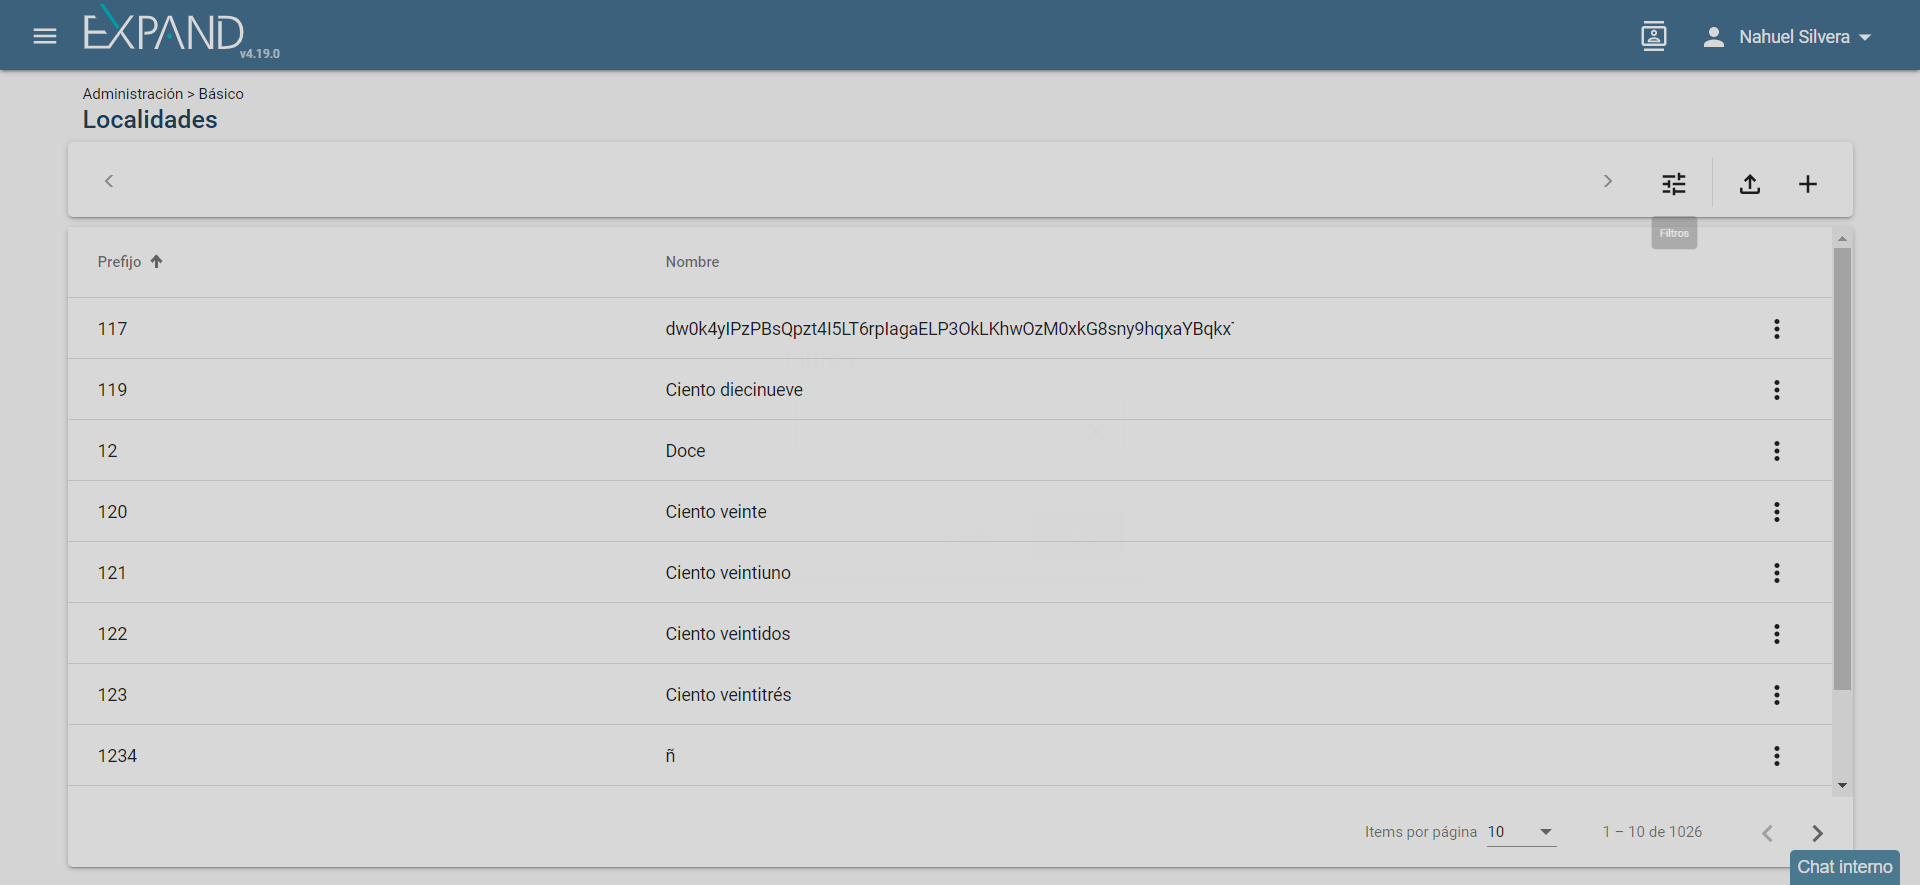 EXPAND
v4.19.0
Nahuel Silvera
Administración > Básico
Localidades
Filtros
Prefijo Nombre
117 dw0k4yIPzPBsQpzt4I5LT6rpIagaELP3OkLKhwOzM0xkG8sny9hqxaYBqkx
119 Ciento diecinueve
12 Doce
120 Ciento veinte
121 Ciento veintiuno
122 Ciento veintidos
123 Ciento veintitrés
1234 ñ
Items por página 10 1 – 10 de 1026
Chat interno